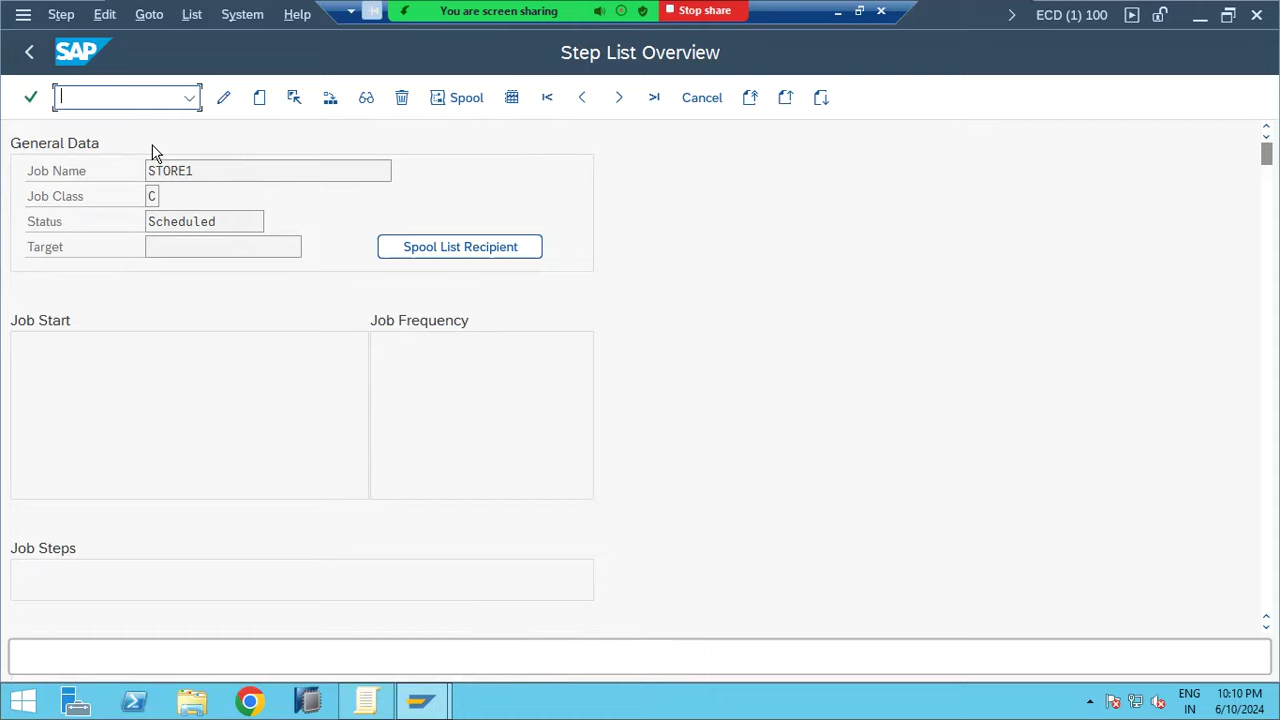 Step Edit Goto List System Help
You are screen sharing Stop share
ECD (1) 100
SAP
Step List Overview
Spool Cancel
General Data
Job Name STORE1
Job Class C
Status Scheduled
Target
Spool List Recipient
Job Start Job Frequency
Job Steps
ENG 10:10 PM
IN 6/10/2024